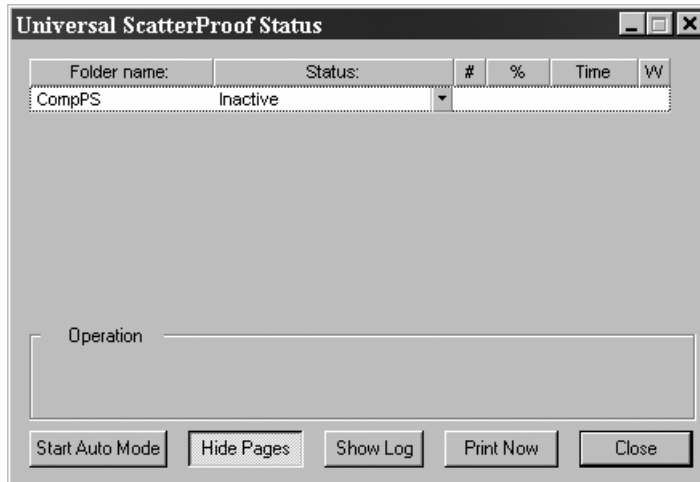 Universal ScatterProof Status
Folder name: Status: # % Time W
CompPS Inactive
Operation
Start Auto Mode Hide Pages Show Log Print Now Close